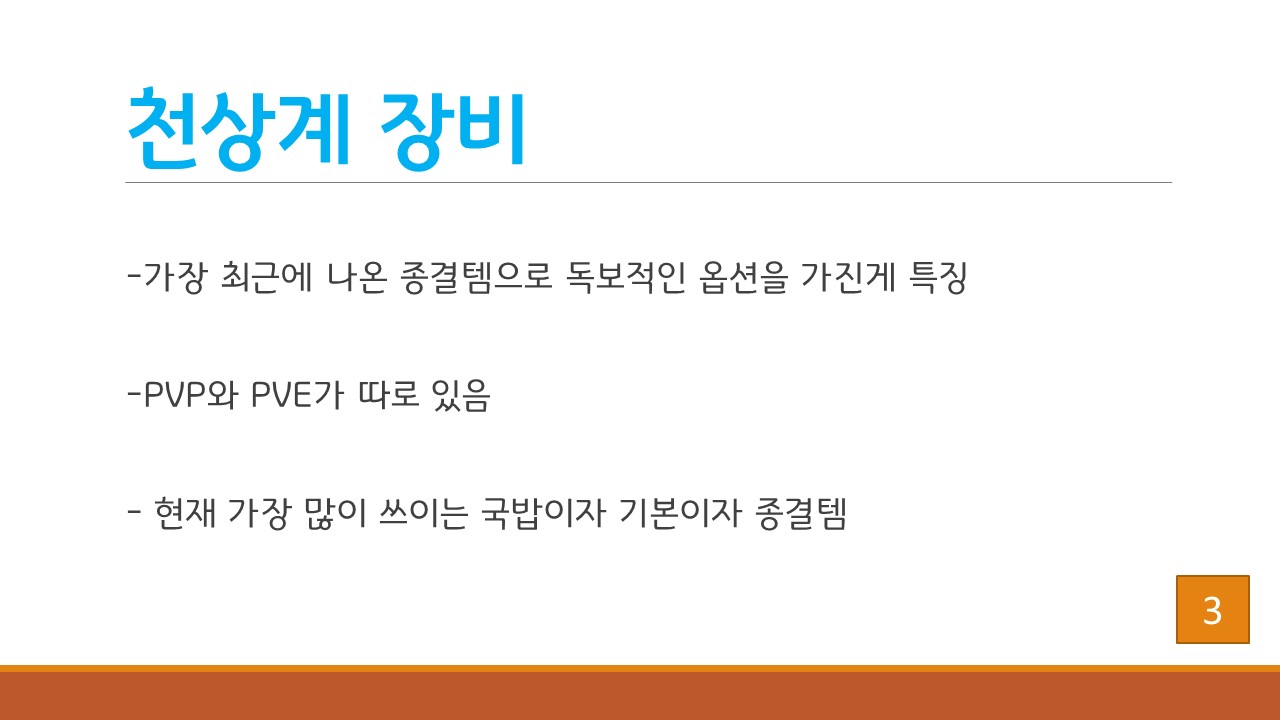 천상계 장비
-가장 최근에 나온 종결템으로 독보적인 옵션을 가진게 특징
-PVP와 PVE가 따로 있음
- 현재 가장 많이 쓰이는 국밥이자 기본이자 종결템
3